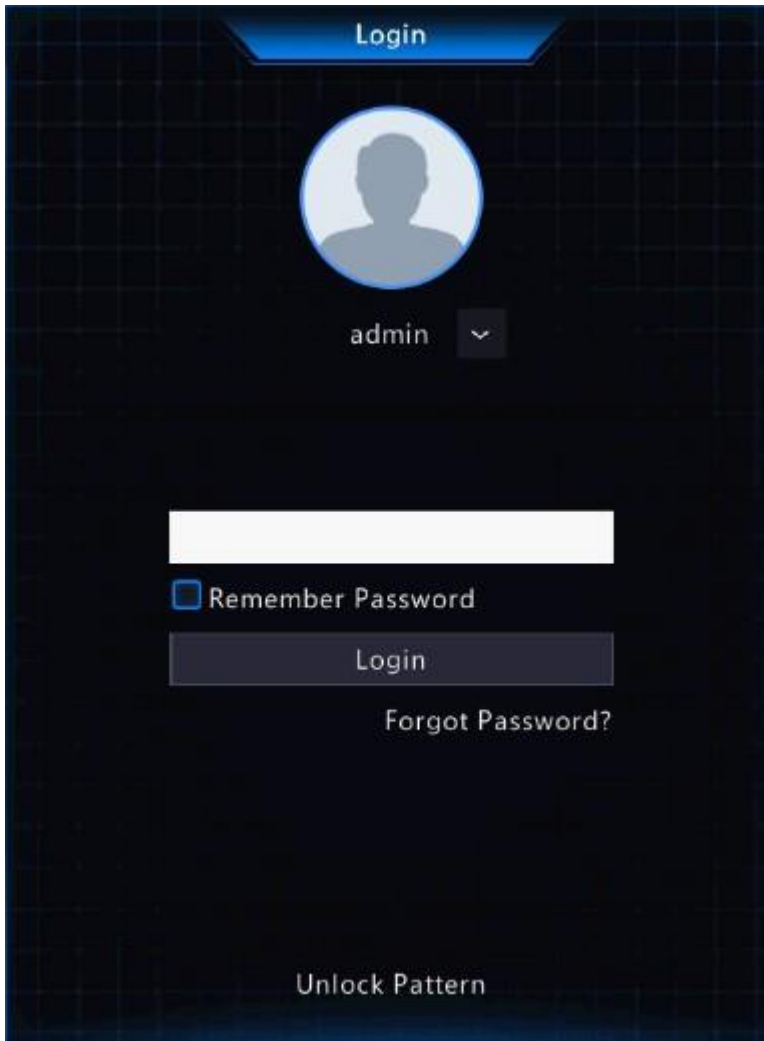 Login
admin
Remember Password
Login
Forgot Password?
Unlock Pattern